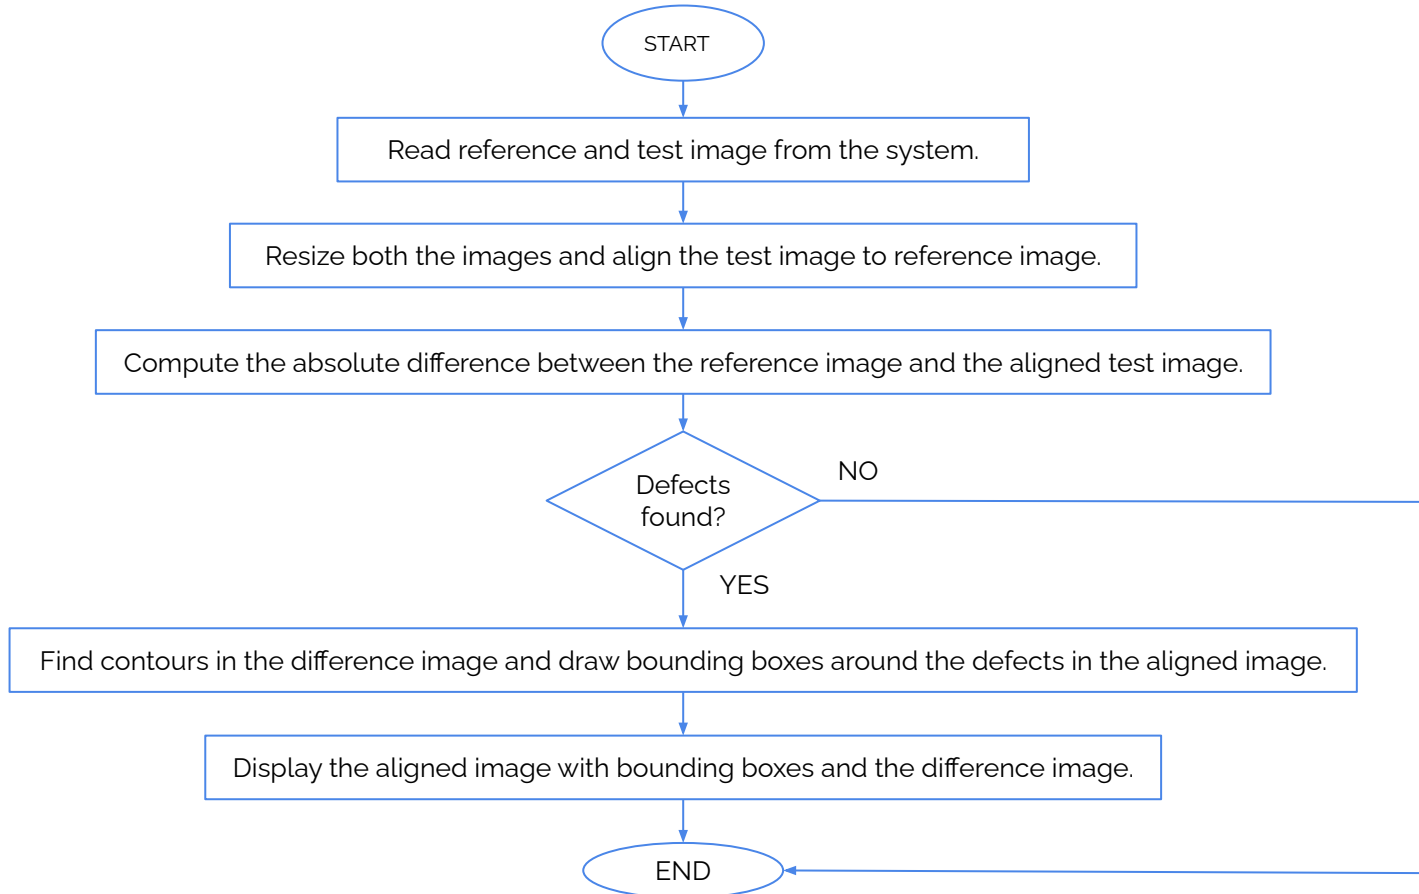 START
Read reference and test image from the system.
Resize both the images and align the test image to reference image.
Compute the absolute difference between the reference image and the aligned test image.
Defects
found?
NO
YES
Find contours in the difference image and draw bounding boxes around the defects in the aligned image.
Display the aligned image with bounding boxes and the difference image.
END